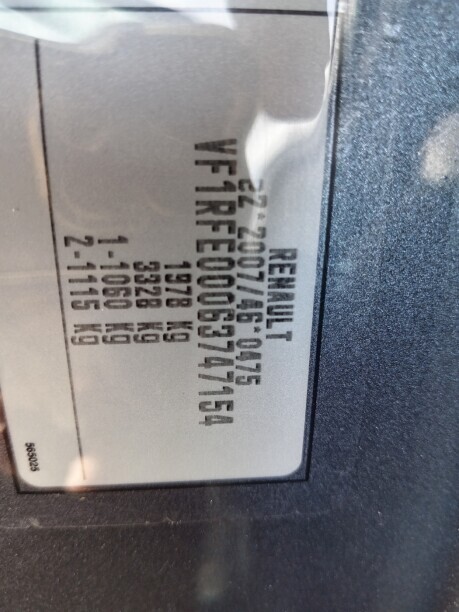 RENAULT
e2*2007/46*0475
VF1RFE00063747154
1978 Kg
3328 Kg
1-1060 Kg
2-1115 Kg
565025